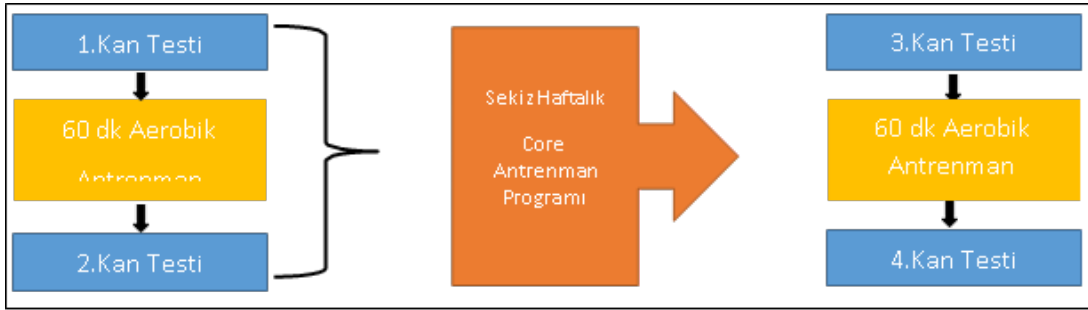 1.Kan Testi
60 dk Aerobik
Antrenman
2.Kan Testi
Sekiz Haftalık
Core
Antrenman
Programı
3.Kan Testi
60 dk Aerobik
Antrenman
4.Kan Testi